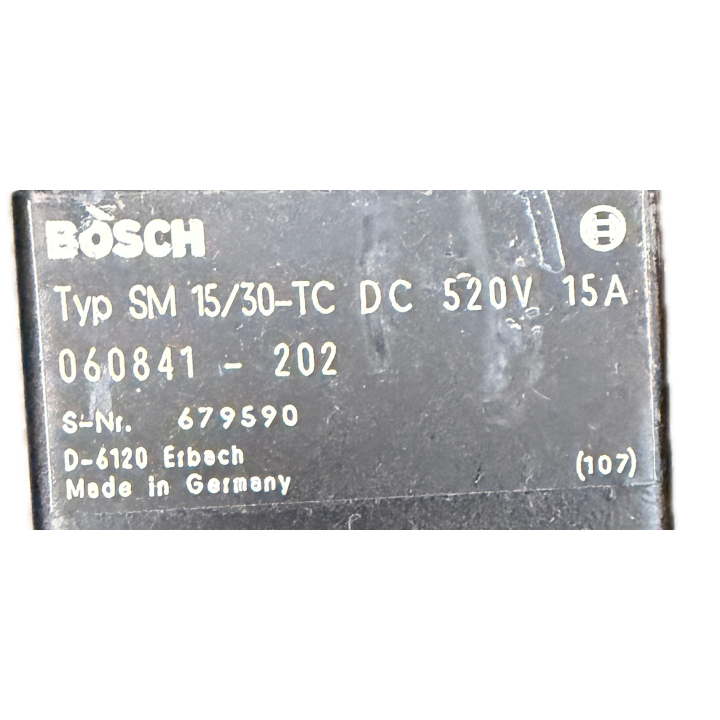 BOSCH
Typ SM 15/30-TC DC 520V 15A
060841 - 202
S-Nr. 679590
D-6120 Erbach
Made in Germany (107)